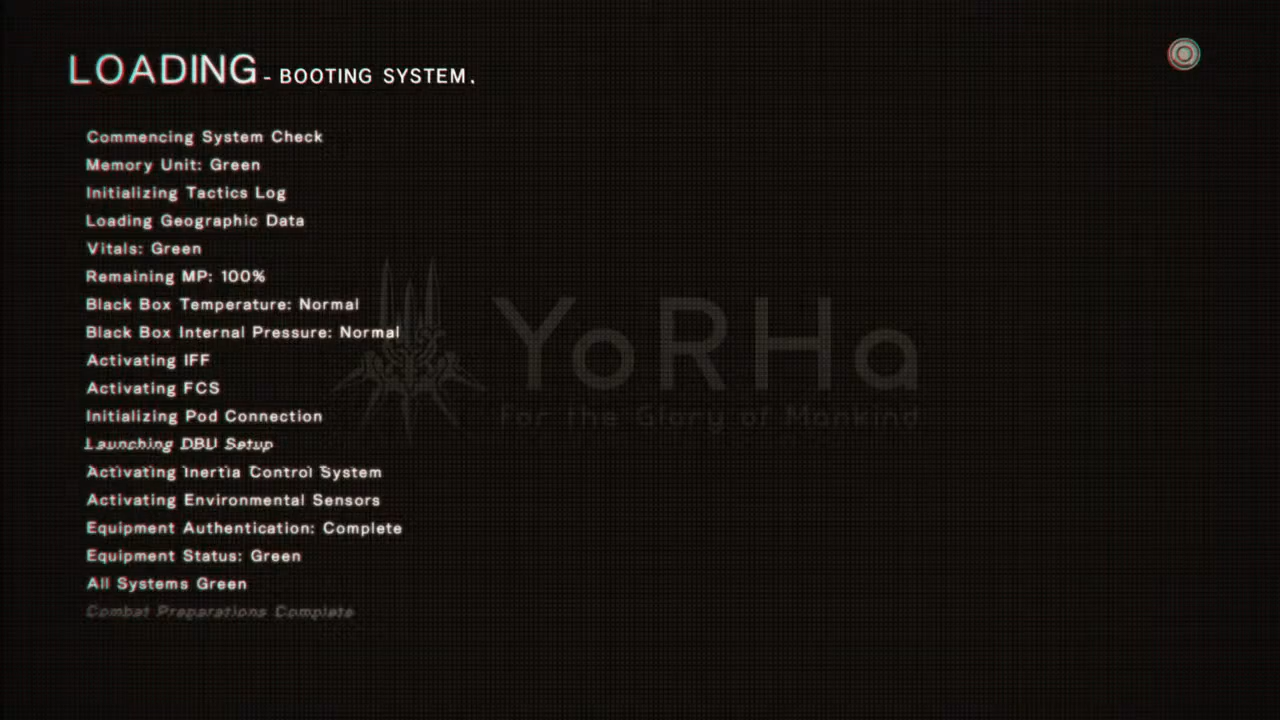 LOADING - BOOTING SYSTEM.
Commencing System Check
Memory Unit: Green
Initializing Tactics Log
Loading Geographic Data
Vitals: Green
Remaining MP: 100%
Black Box Temperature: Normal
Black Box Internal Pressure: Normal
Activating IFF
Activating FCS
Initializing Pod Connection
Launching DBU Setup
Activating Inertia Control System
Activating Environmental Sensors
Equipment Authentication: Complete
Equipment Status: Green
All Systems Green
Combat Preparations Complete
YoRHa
For the Glory of Mankind